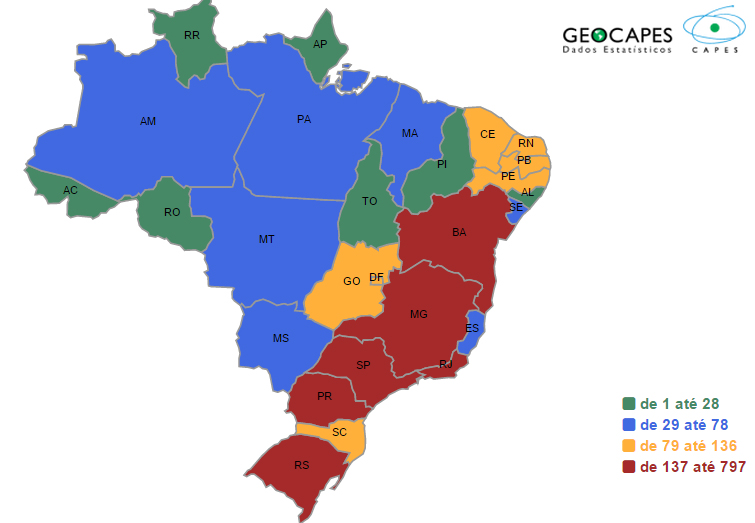 RR
AP
GEOCAPES
Dados Estatísticos
CAPES
AM
PA
MA
CE
RN
PB
PE
PI
AL
SE
AC
RO
TO
MT
BA
GO
DF
MG
MS
ES
SP
RJ
PR
SC
RS
de 1 até 28
de 29 até 78
de 79 até 136
de 137 até 797